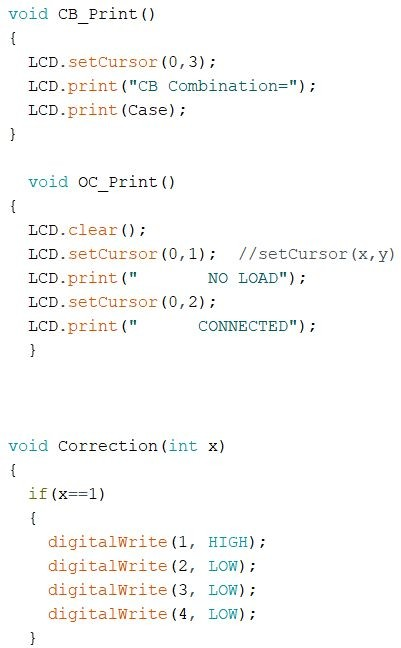 void CB_Print()
{
  LCD.setCursor(0,3);
  LCD.print("CB Combination=");
  LCD.print(Case);
}

  void OC_Print()
{
  LCD.clear();
  LCD.setCursor(0,1);  //setCursor(x,y)
  LCD.print("       NO LOAD");
  LCD.setCursor(0,2);
  LCD.print("      CONNECTED");
  }

void Correction(int x)
{
  if(x==1)
  {
    digitalWrite(1, HIGH);
    digitalWrite(2, LOW);
    digitalWrite(3, LOW);
    digitalWrite(4, LOW);
  }